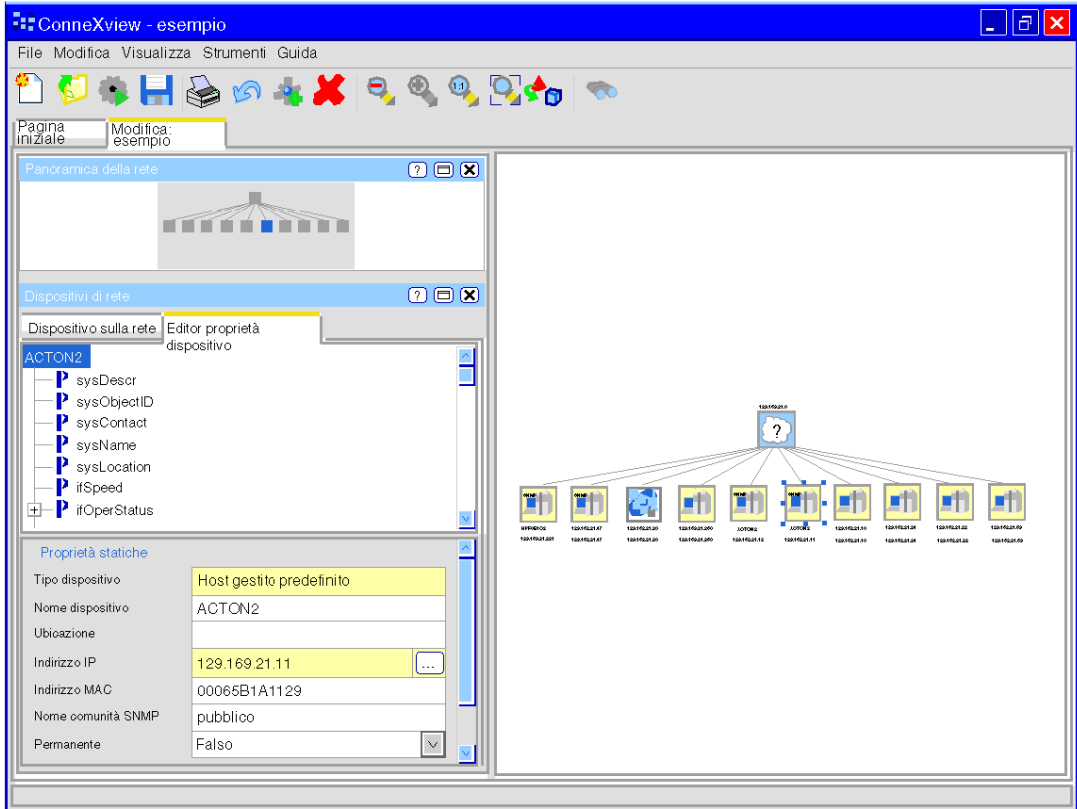 ConneXview - esempio
File Modifica Visualizza Strumenti Guida
1:1
Pagina iniziale
Modifica: esempio
Panoramica della rete
?
Dispositivi di rete
?
Dispositivo sulla rete
Editor proprietà dispositivo
ACTON2
P sysDescr
P sysObjectID
P sysContact
P sysName
P sysLocation
P ifSpeed
P ifOperStatus
Proprietà statiche
Tipo dispositivo Host gestito predefinito
Nome dispositivo ACTON2
Ubicazione
Indirizzo IP 129.169.21.11 ...
Indirizzo MAC 00065B1A1129
Nome comunità SNMP pubblico
Permanente Falso
?